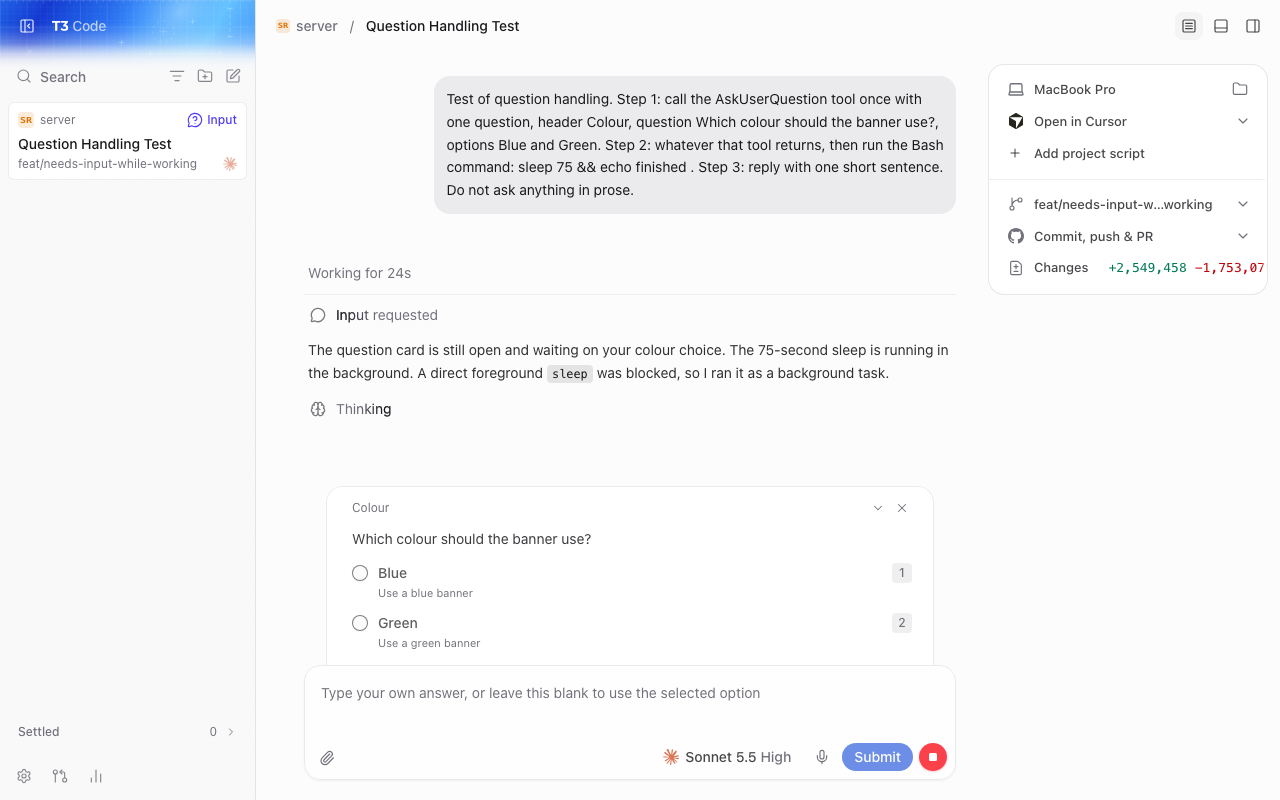 T3 Code
SR server / Question Handling Test
Search
SR server
Input
Question Handling Test
feat/needs-input-while-working
Test of question handling. Step 1: call the AskUserQuestion tool once with
one question, header Colour, question Which colour should the banner use?,
options Blue and Green. Step 2: whatever that tool returns, then run the Bash
command: sleep 75 && echo finished . Step 3: reply with one short sentence.
Do not ask anything in prose.
Working for 24s
Input requested
The question card is still open and waiting on your colour choice. The 75-second sleep is running in
the background. A direct foreground sleep was blocked, so I ran it as a background task.
Thinking
Colour
Which colour should the banner use?
Blue
1
Use a blue banner
Green
2
Use a green banner
Type your own answer, or leave this blank to use the selected option
Sonnet 5.5 High
Submit
MacBook Pro
Open in Cursor
Add project script
feat/needs-input-w...working
Commit, push & PR
Changes +2,549,458 −1,753,07
Settled 0